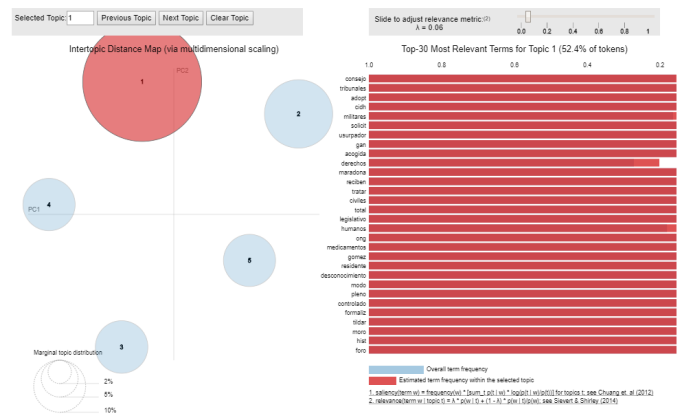 Selected Topic: 1 Previous Topic Next Topic Clear Topic
Slide to adjust relevance metric:(2)
λ = 0.06
0.0 0.2 0.4 0.6 0.8 1
Intertopic Distance Map (via multidimensional scaling)
PC2
PC1
1
2
4
5
3
Marginal topic distribution
2%
5%
10%
Top-30 Most Relevant Terms for Topic 1 (52.4% of tokens)
1.0 0.8 0.6 0.4 0.2
consejo
tribunales
adopt
cidh
militares
solicit
usurpador
gan
acogida
derechos
maradona
reciben
tratar
civiles
total
legislativo
humanos
ong
medicamentos
gomez
residente
desconocimiento
modo
pleno
controlado
formaliz
tildar
moro
hist
foro
Overall term frequency
Estimated term frequency within the selected topic
1. saliency(term w) = frequency(w) * [sum_t p(t | w) * log(p(t | w)/p(t))] for topics t; see Chuang et. al (2012)
2. relevance(term w | topic t) = λ * p(w | t) + (1 - λ) * p(w | t)/p(w); see Sievert & Shirley (2014)